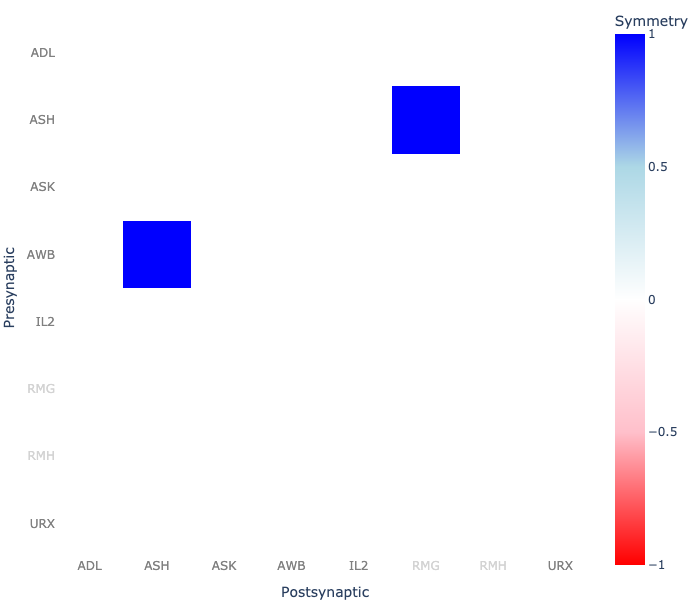 Symmetry
1
0.5
0
−0.5
−1
Presynaptic
ADL
ASH
ASK
AWB
IL2
RMG
RMH
URX
ADL ASH ASK AWB IL2 RMG RMH URX
Postsynaptic